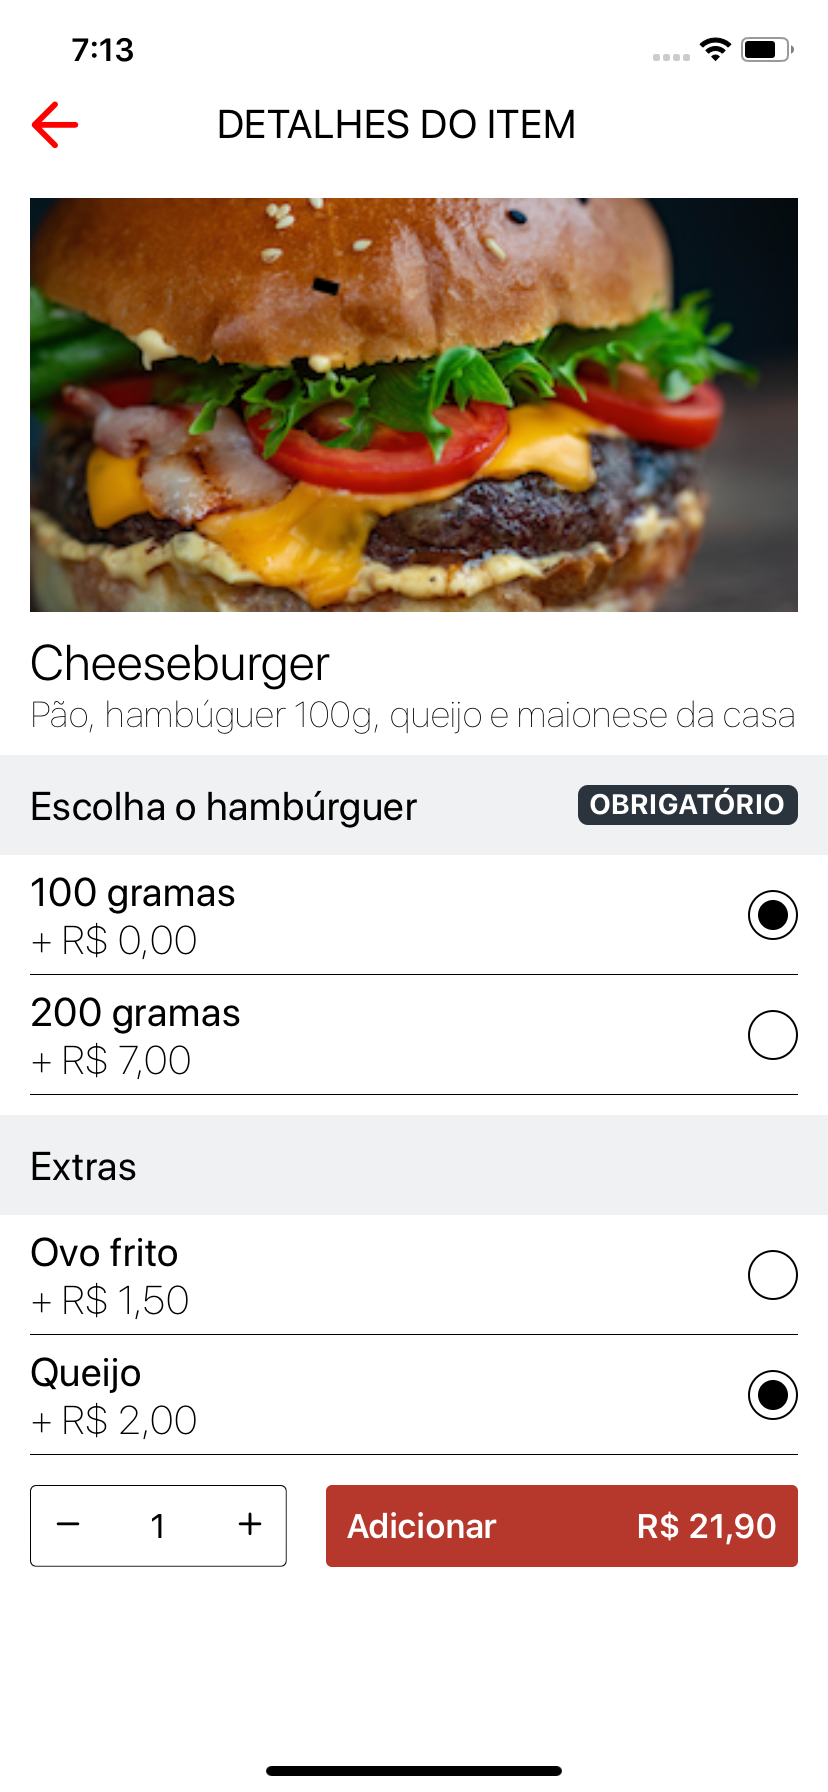 7:13
DETALHES DO ITEM
Cheeseburger
Pão, hambúguer 100g, queijo e maionese da casa
Escolha o hambúrguer OBRIGATÓRIO
100 gramas
+ R$ 0,00
200 gramas
+ R$ 7,00
Extras
Ovo frito
+ R$ 1,50
Queijo
+ R$ 2,00
− 1 + Adicionar R$ 21,90